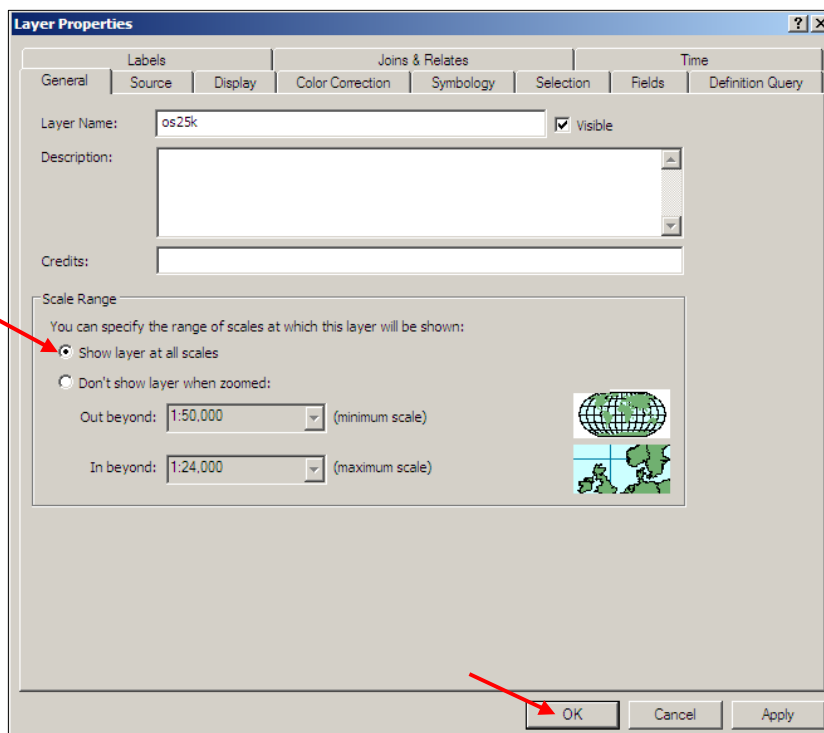 Layer Properties
Labels Joins & Relates Time
General Source Display Color Correction Symbology Selection Fields Definition Query
Layer Name: os25k Visible
Description:
Credits:
Scale Range
You can specify the range of scales at which this layer will be shown:
Show layer at all scales
Don't show layer when zoomed:
Out beyond: 1:50,000 (minimum scale)
In beyond: 1:24,000 (maximum scale)
OK Cancel Apply